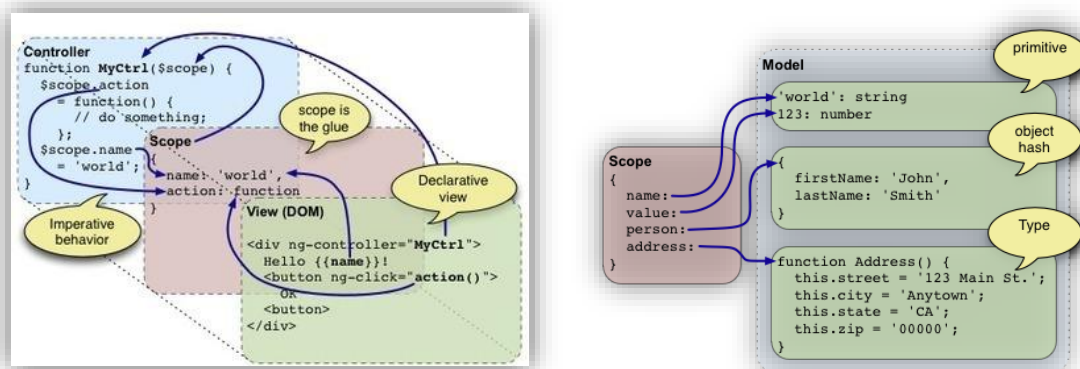 Controller
function MyCtrl($scope) {
$scope.action
= function() {
// do something;
};
$scope.name
= 'world';
}
scope is
the glue
Scope
{
name: 'world',
action: function
}
Imperative
behavior
Declarative
view
View (DOM)
<div ng-controller="MyCtrl">
Hello {{name}}!
<button ng-click="action()">
OK
<button>
</div>
Scope
{
name:
value:
person:
address:
}
Model
primitive
'world': string
123: number
object
hash
{
firstName: 'John',
lastName: 'Smith'
}
Type
function Address() {
this.street = '123 Main St.';
this.city = 'Anytown';
this.state = 'CA';
this.zip = '00000';
}